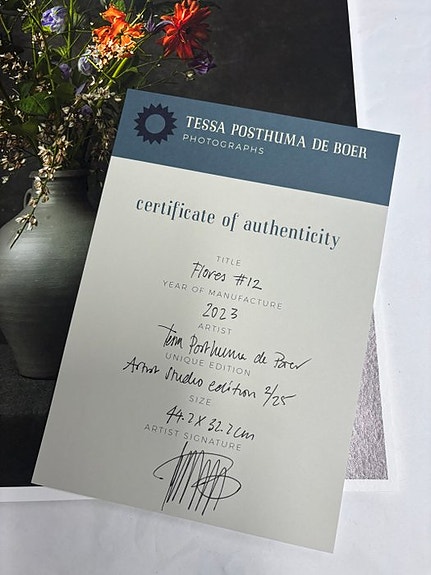 TESSA POSTHUMA DE BOER
PHOTOGRAPHS
certificate of authenticity
TITLE
Flores #12
YEAR OF MANUFACTURE
2023
ARTIST
Tessa Posthuma de Boer
UNIQUE EDITION
Artist studio edition 2/25
SIZE
44.2 x 32.2 cm
ARTIST SIGNATURE